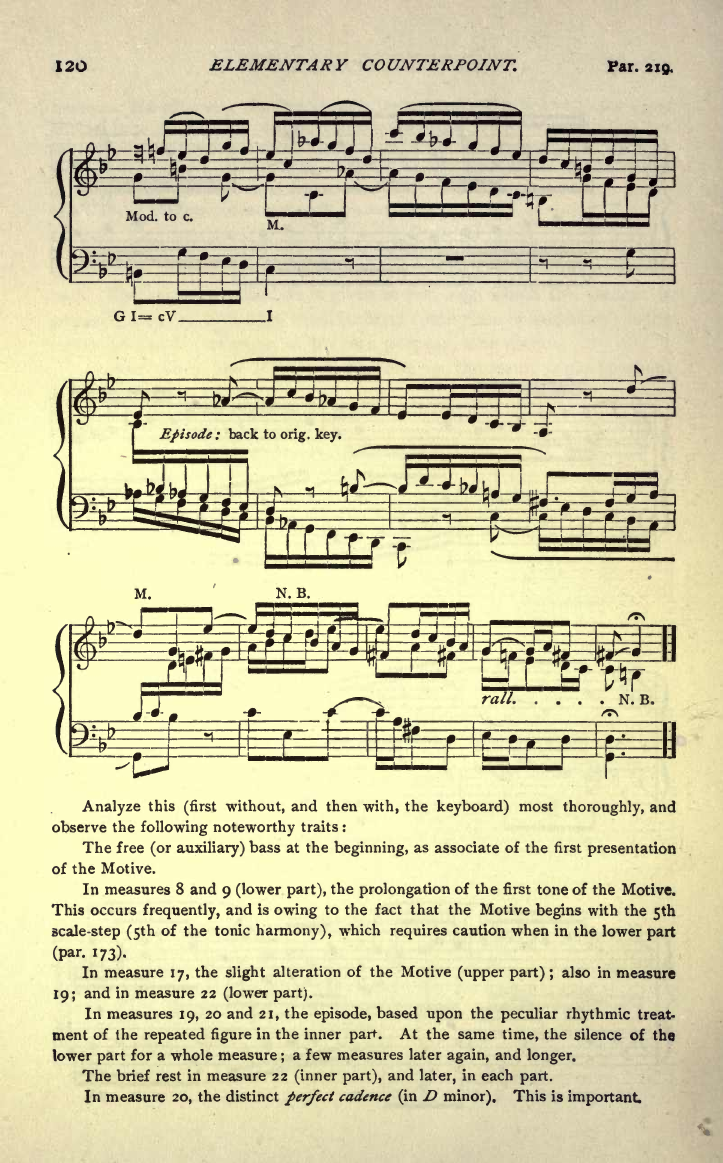 120 ELEMENTARY COUNTERPOINT. Par. 219.
Mod. to c.
M.
G I= cV I
Episode: back to orig. key.
M. N. B.
rall. . . . . N. B.
Analyze this (first without, and then with, the keyboard) most thoroughly, and
observe the following noteworthy traits:
The free (or auxiliary) bass at the beginning, as associate of the first presentation
of the Motive.
In measures 8 and 9 (lower part), the prolongation of the first tone of the Motive.
This occurs frequently, and is owing to the fact that the Motive begins with the 5th
scale-step (5th of the tonic harmony), which requires caution when in the lower part
(par. 173).
In measure 17, the slight alteration of the Motive (upper part); also in measure
19; and in measure 22 (lower part).
In measures 19, 20 and 21, the episode, based upon the peculiar rhythmic treat-
ment of the repeated figure in the inner part. At the same time, the silence of the
lower part for a whole measure; a few measures later again, and longer.
The brief rest in measure 22 (inner part), and later, in each part.
In measure 20, the distinct perfect cadence (in D minor). This is important.